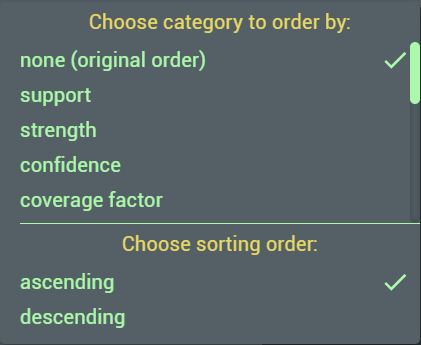 Choose category to order by:
none (original order)
support
strength
confidence
coverage factor
Choose sorting order:
ascending
descending